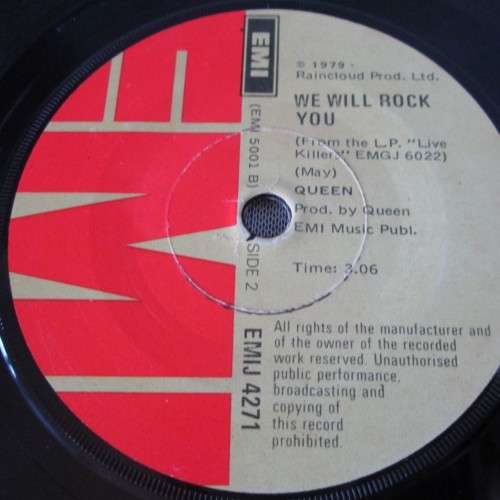 EMI
EMI
© 1979
Raincloud Prod. Ltd.
WE WILL ROCK
YOU
(From the L.P. "Live
Killers" EMGJ 6022)
(May)
QUEEN
Prod. by Queen
EMI Music Publ.
Time: 3.06
(EMI 5001 B)
SIDE 2
EMIJ 4271
All rights of the manufacturer and
of the owner of the recorded
work reserved. Unauthorised
public performance,
broadcasting and
copying of
this record
prohibited.